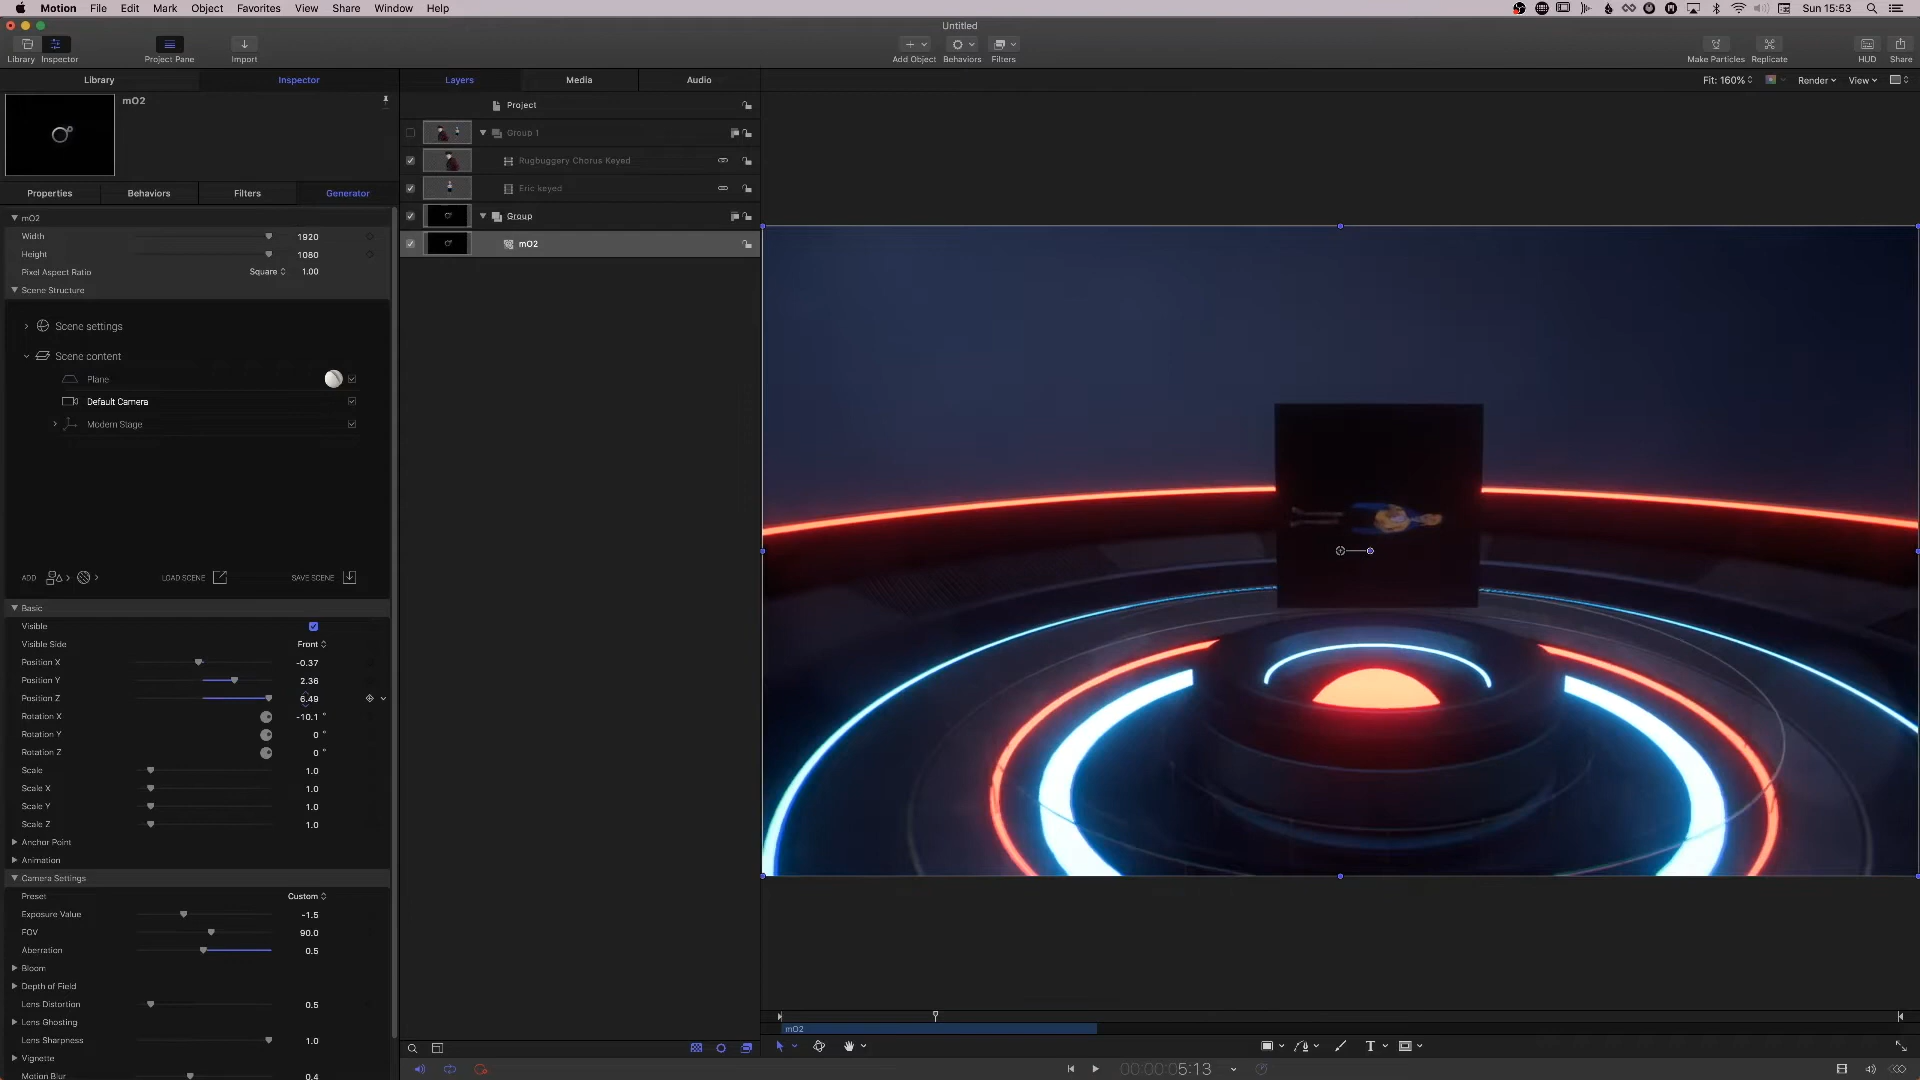 Motion File Edit Mark Object Favorites View Share Window Help
Sun 15:53
Untitled
Library Inspector Project Pane Import
Add Object Behaviors Filters
Make Particles Replicate HUD Share
Library Inspector
Layers Media Audio
Fit: 160% Render View
mO2
Project
Group 1
Rugbuggery Chorus Keyed
Eric keyed
Group
mO2
Properties Behaviors Filters Generator
mO2
Width 1920
Height 1080
Pixel Aspect Ratio Square 1.00
Scene Structure
Scene settings
Scene content
Plane
Default Camera
Modern Stage
ADD LOAD SCENE SAVE SCENE
Basic
Visible
Visible Side Front
Position X -0.37
Position Y 2.36
Position Z 6.49
Rotation X -10.1 °
Rotation Y 0 °
Rotation Z 0 °
Scale 1.0
Scale X 1.0
Scale Y 1.0
Scale Z 1.0
Anchor Point
Animation
Camera Settings
Preset Custom
Exposure Value -1.5
FOV 90.0
Aberration 0.5
Bloom
Depth of Field
Lens Distortion 0.5
Lens Ghosting
Lens Sharpness 1.0
Vignette
Motion Blur 0.4
mO2
T
00:00:05:13